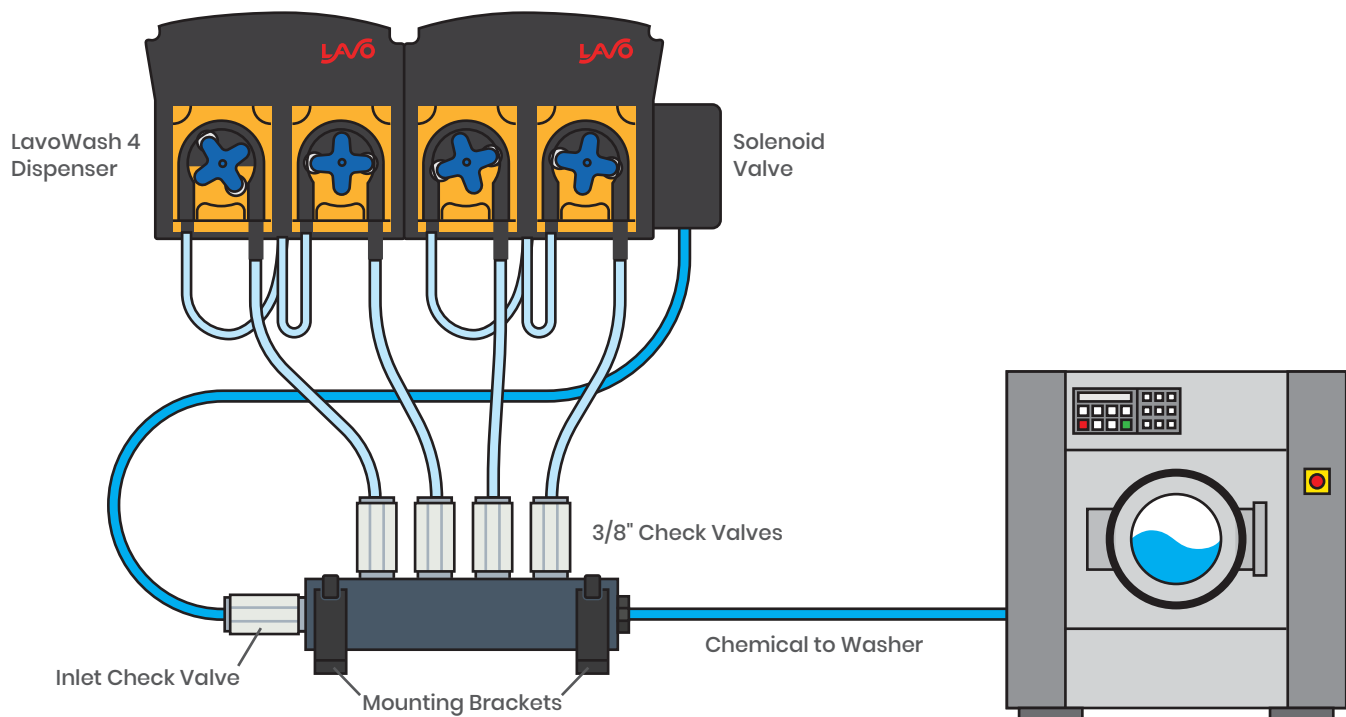 LAVO
LAVO
LavoWash 4
Dispenser
Solenoid
Valve
3/8" Check Valves
Chemical to Washer
Inlet Check Valve
Mounting Brackets